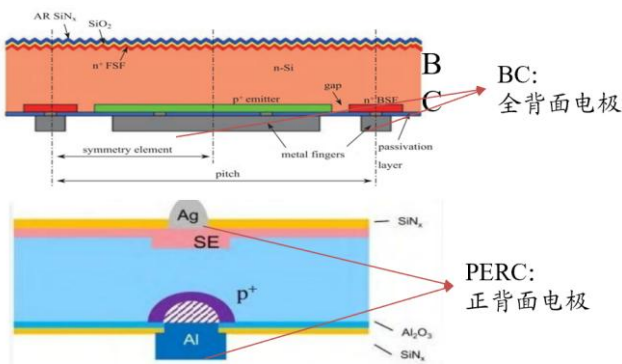 AR SiNₓ
SiO₂
n⁺ FSF
n-Si
B
gap
p⁺ emitter
n⁺ BSF
C
BC:
全背面电极
symmetry element
metal fingers
passivation
layer
pitch
Ag
SiNₓ
SE
PERC:
正背面电极
p⁺
Al
Al₂O₃
SiNₓ